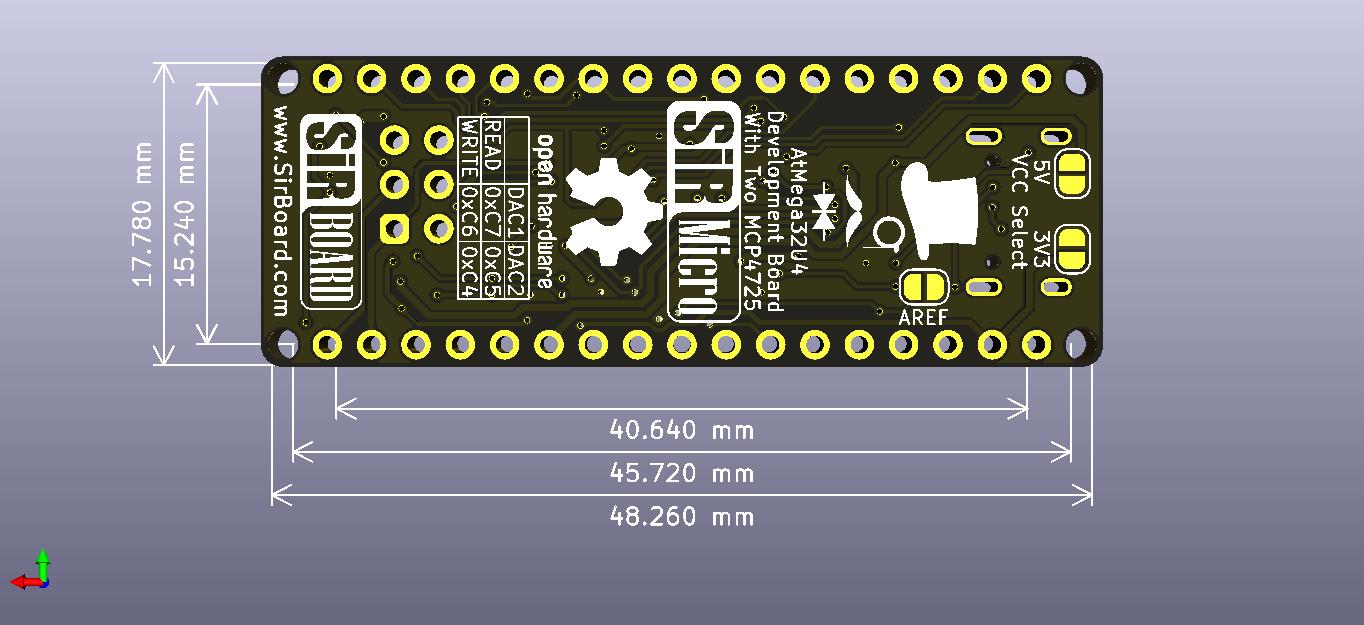 17.780 mm
15.240 mm
www.SirBoard.com
SiR BOARD
DAC1 DAC2
READ 0xC7 0xC5
WRITE 0xC6 0xC4
open hardware
SiR Micro
AtMega32U4
Development Board
With Two MCP4725
5V 3V3
VCC Select
AREF
40.640 mm
45.720 mm
48.260 mm